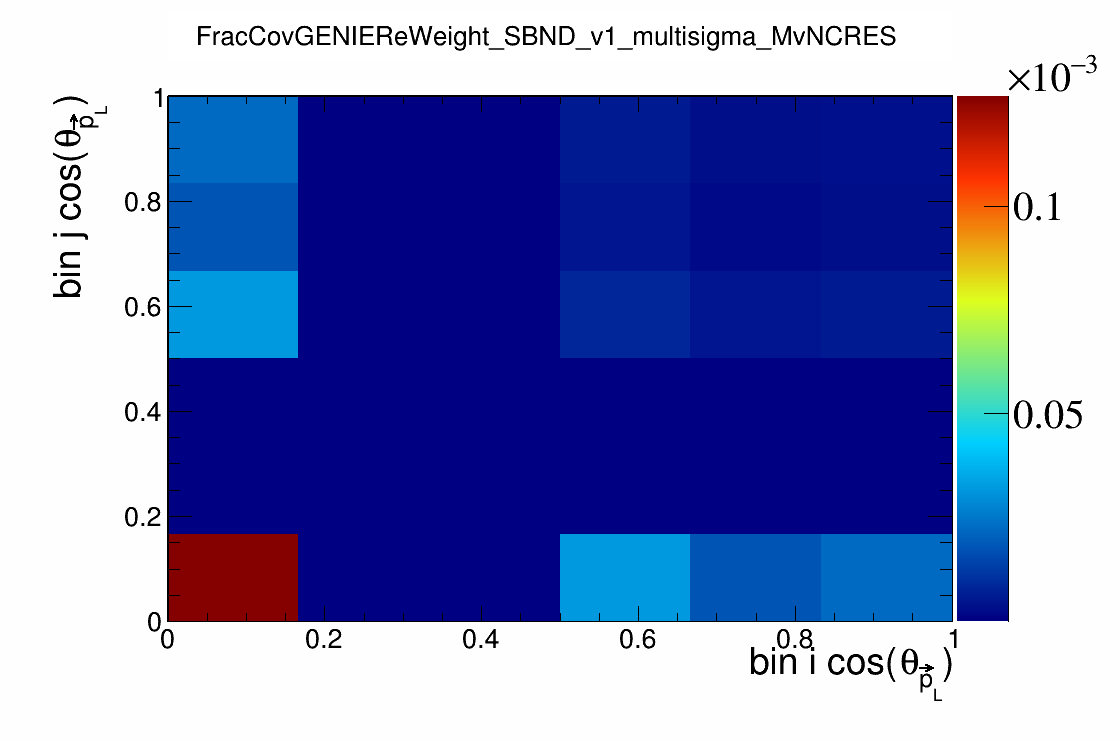 FracCovGENIEReWeight_SBND_v1_multisigma_MvNCRES
×10⁻³
bin j cos(θ_p⃗_L)
1
0.8
0.6
0.4
0.2
0
0 0.2 0.4 0.6 0.8 1
bin i cos(θ_p⃗_L)
0.1
0.05